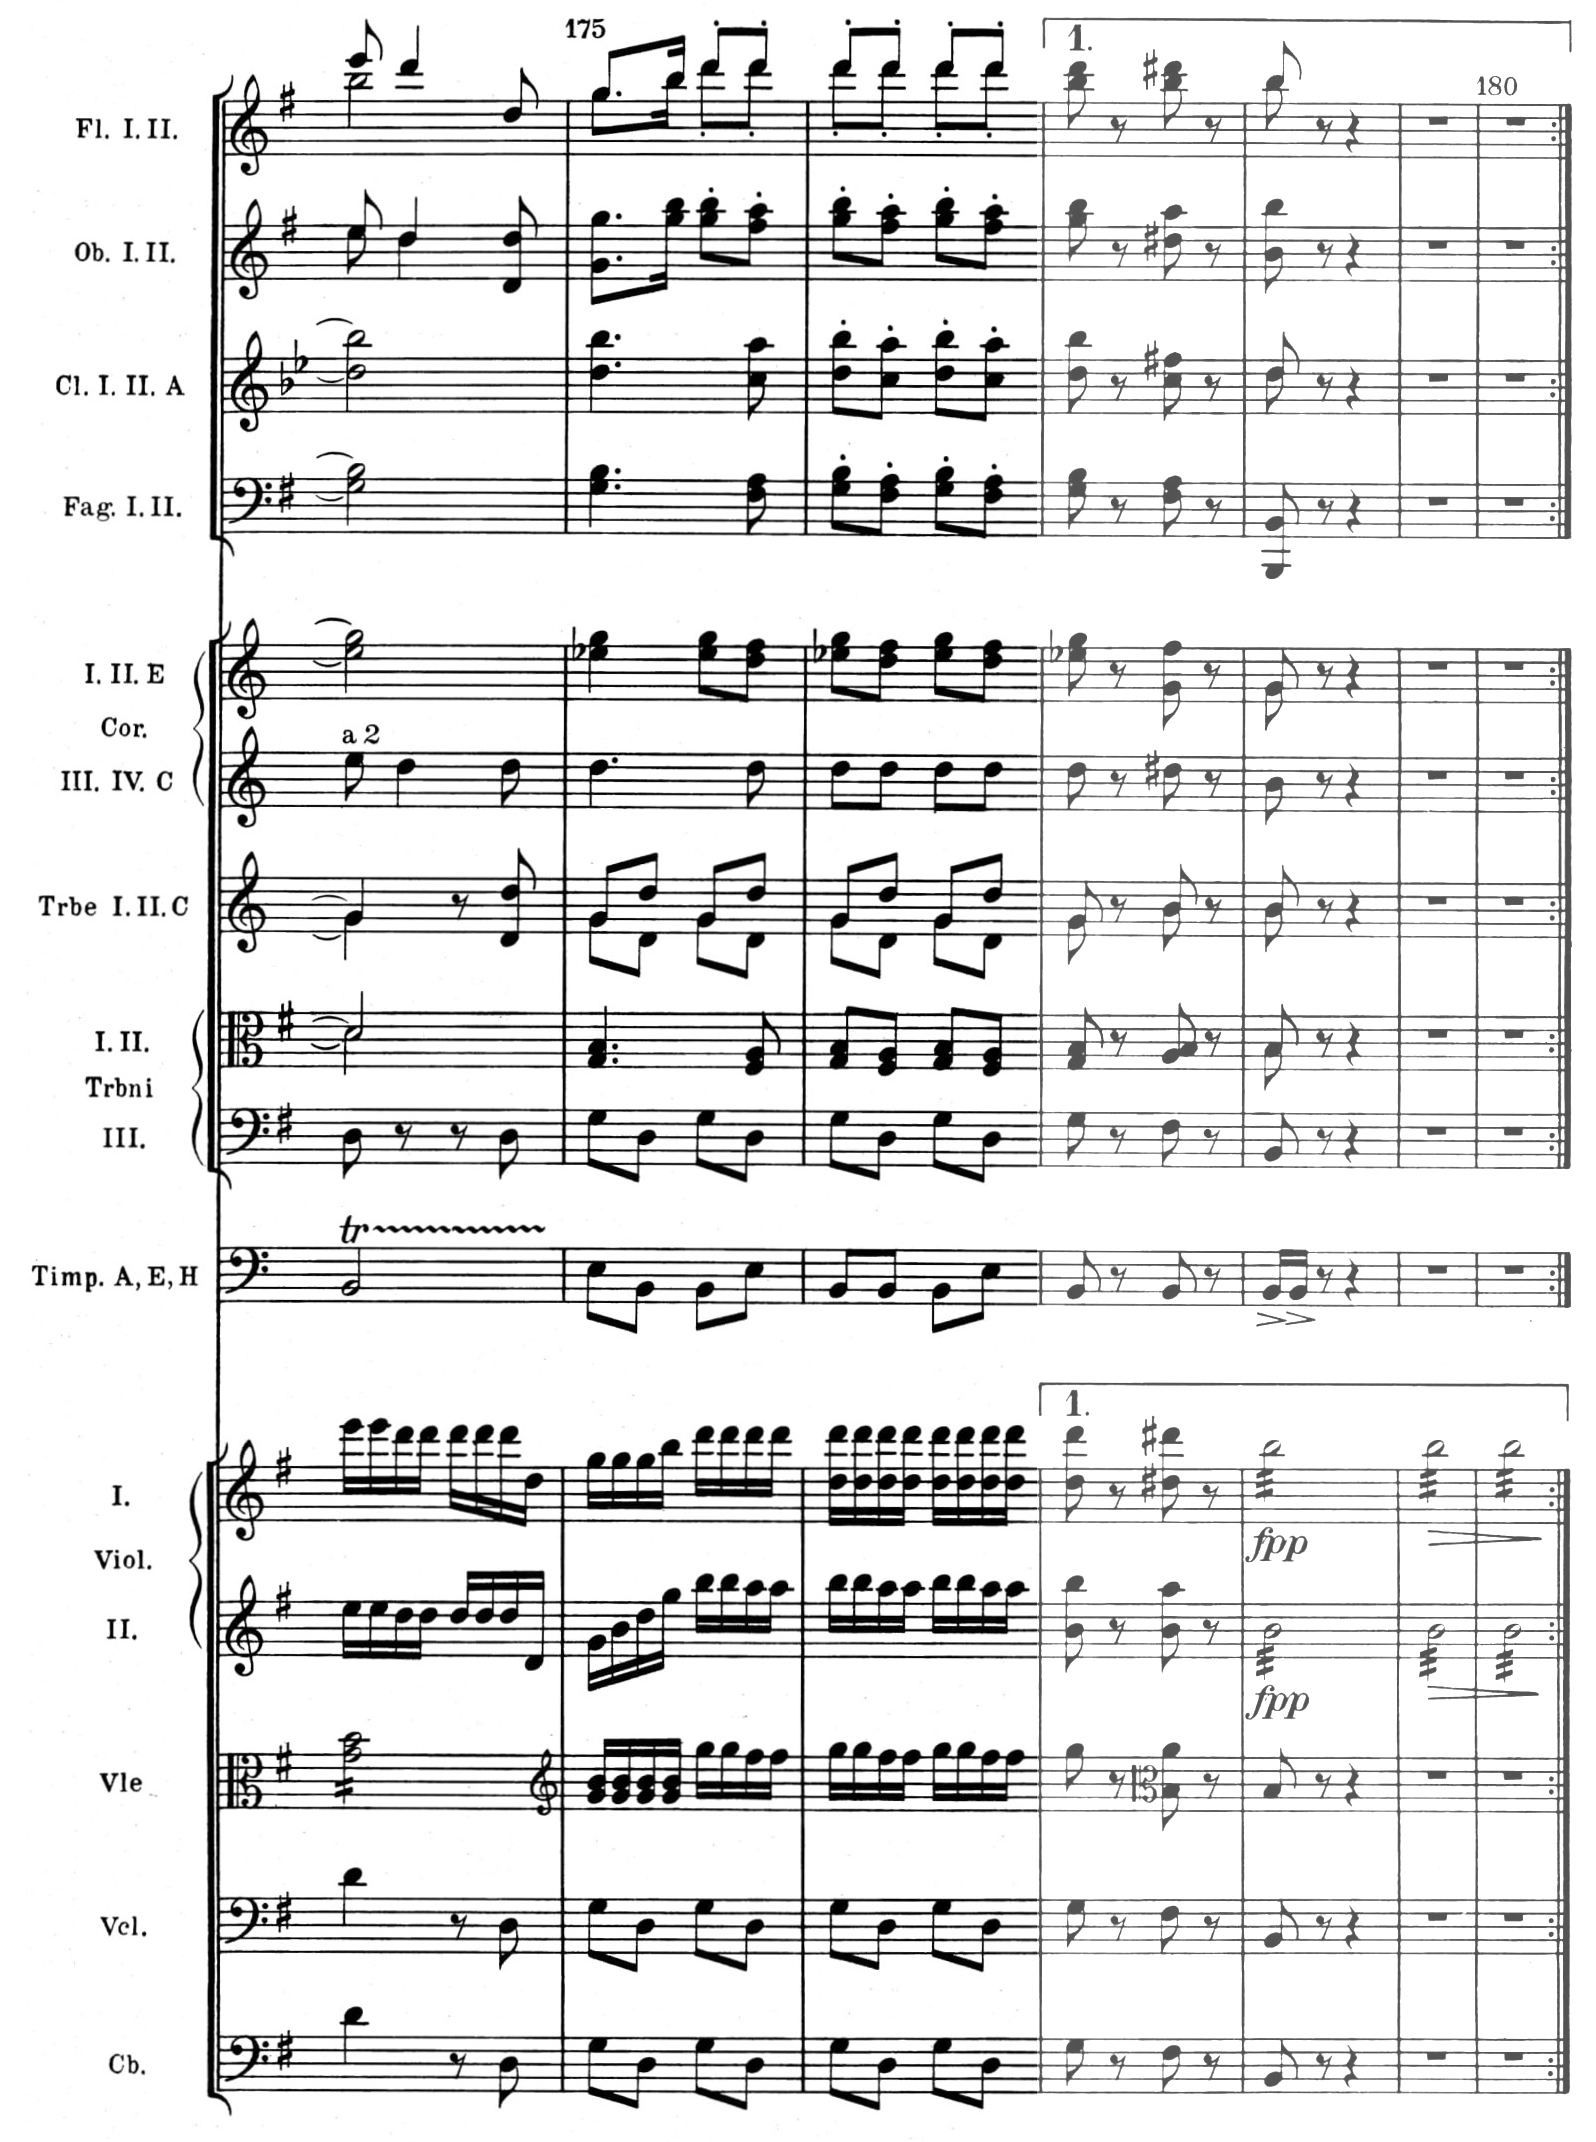 175
1.
180
Fl. I. II.
Ob. I. II.
Cl. I. II. A
Fag. I. II.
I. II. E
Cor.
a 2
III. IV. C
Trbe I. II. C
I. II.
Trbni
III.
tr
Timp. A, E, H
1.
I.
fpp
Viol.
II.
fpp
Vle
Vcl.
Cb.